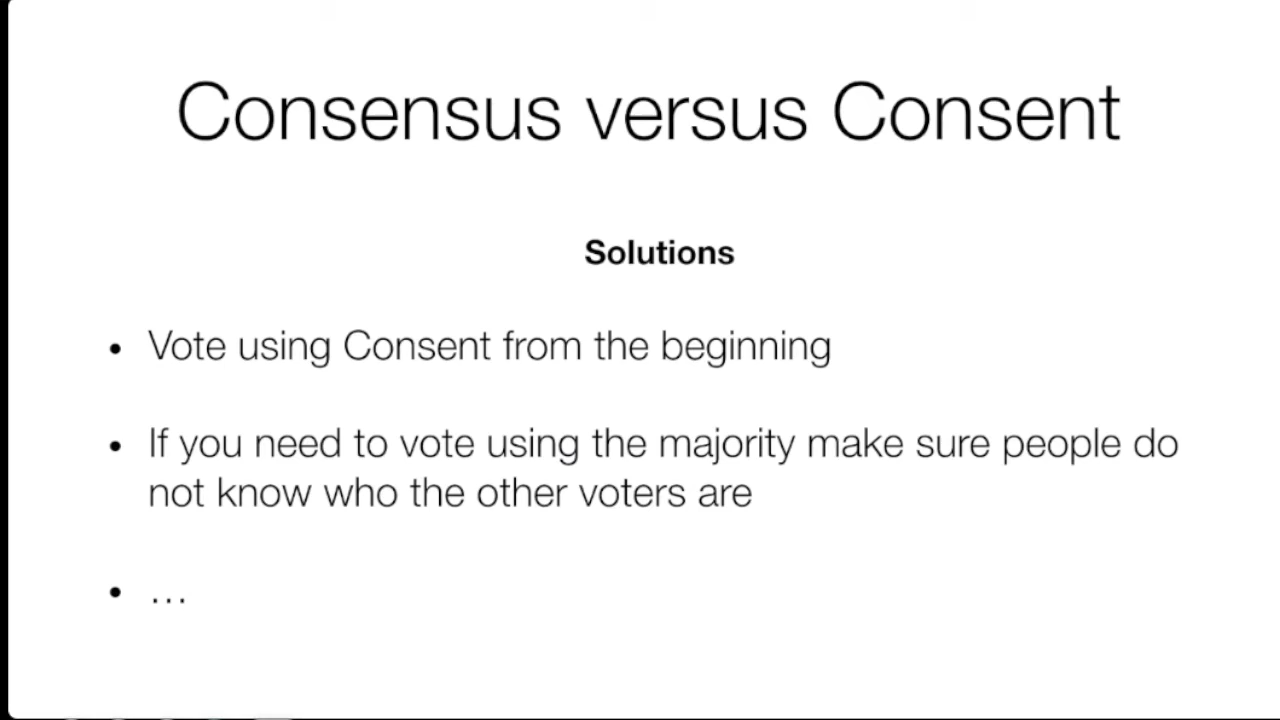 Consensus versus Consent
Solutions
• Vote using Consent from the beginning
• If you need to vote using the majority make sure people do
not know who the other voters are
• …